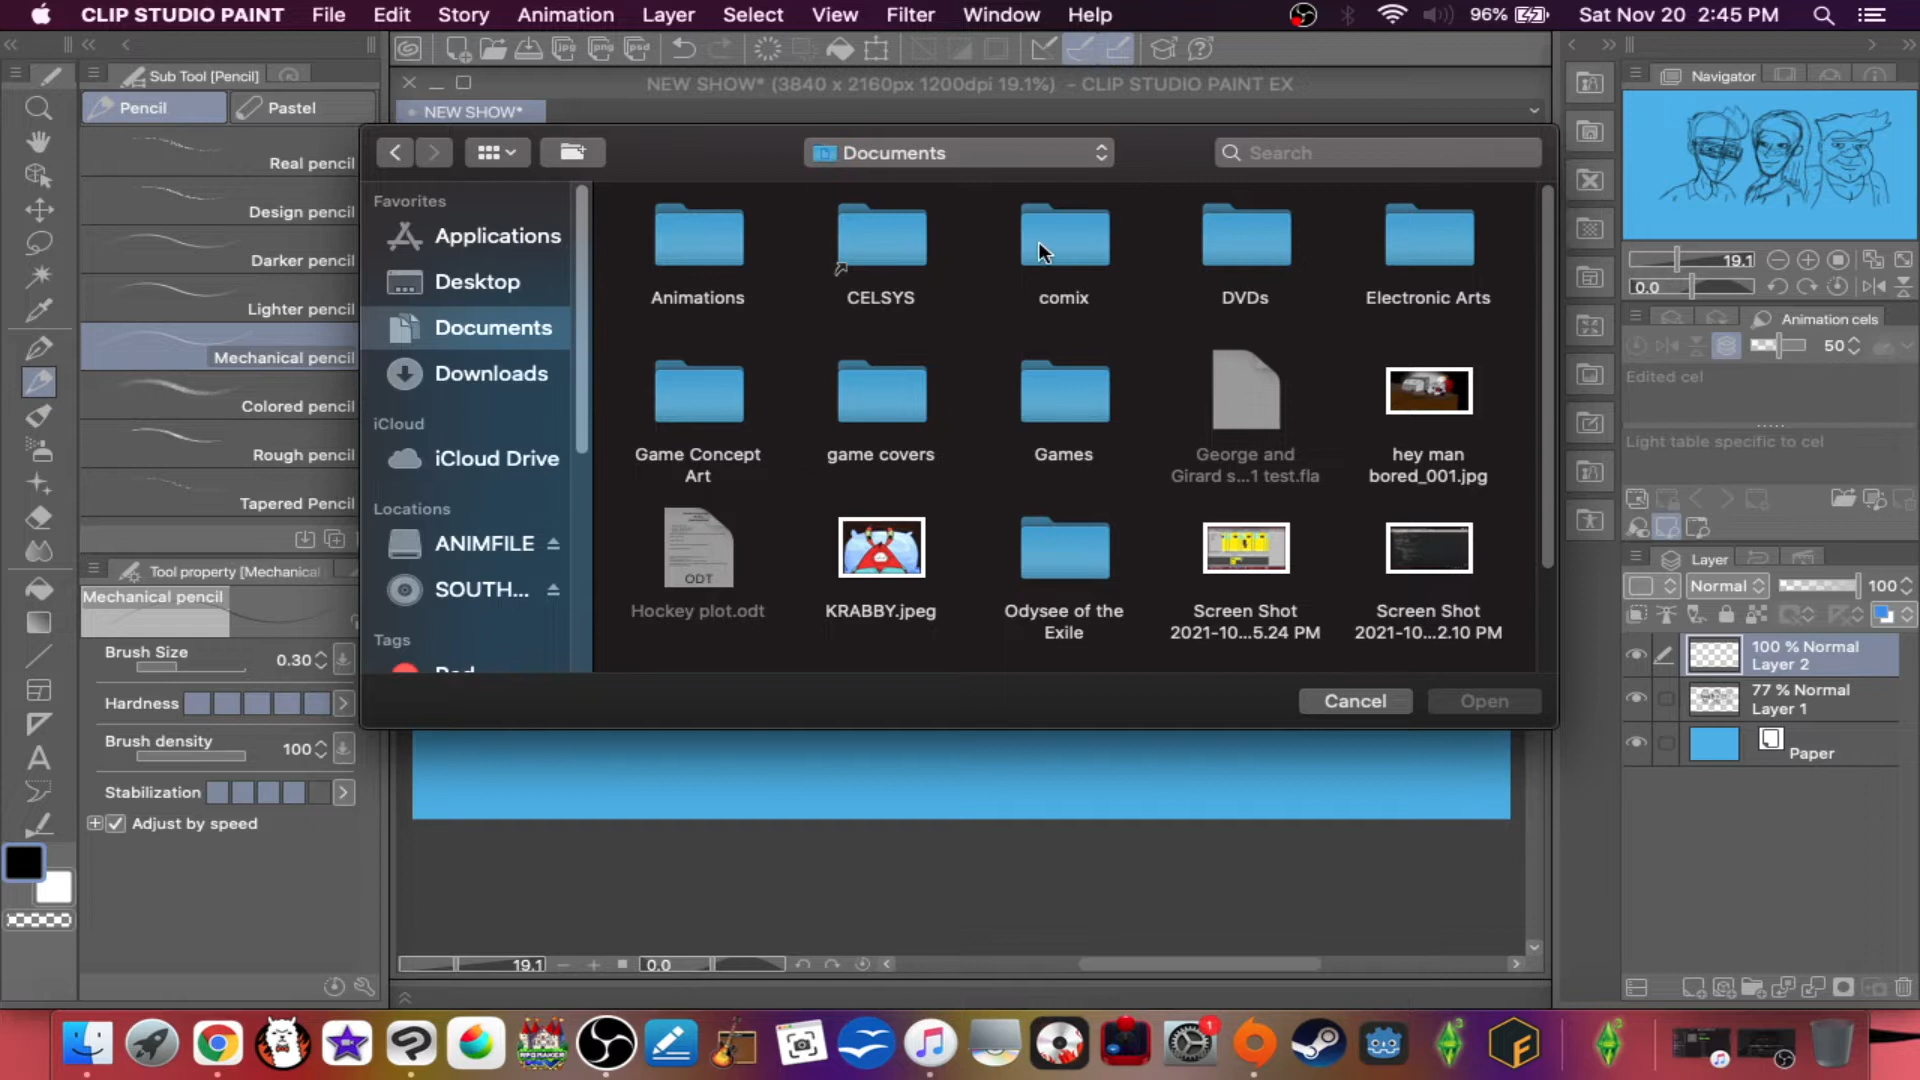 CLIP STUDIO PAINT File Edit Story Animation Layer Select View Filter Window Help 96% Sat Nov 20 2:45 PM
Sub Tool [Pencil]
Pencil Pastel
Real pencil
Design pencil
Darker pencil
Lighter pencil
Mechanical pencil
Colored pencil
Rough pencil
Tapered Pencil
Tool property [Mechanical
Mechanical pencil
Brush Size 0.30
Hardness
Brush density 100
Stabilization
Adjust by speed
NEW SHOW* (3840 x 2160px 1200dpi 19.1%) - CLIP STUDIO PAINT EX
NEW SHOW*
Documents
Search
Favorites
Applications
Desktop
Documents
Downloads
iCloud
iCloud Drive
Locations
ANIMFILE
SOUTH...
Tags
Animations CELSYS comix DVDs Electronic Arts
Game Concept Art
game covers
Games
George and Girard s...1 test.fla
hey man bored_001.jpg
ODT
Hockey plot.odt
KRABBY.jpeg
Odysee of the Exile
Screen Shot 2021-10...5.24 PM
Screen Shot 2021-10...2.10 PM
Cancel Open
19.1 0.0
Navigator
19.1
0.0
Animation cels
50
Edited cel
Light table specific to cel
Layer
Normal 100
100 % Normal
Layer 2
77 % Normal
Layer 1
Paper
RPG MAKER
1